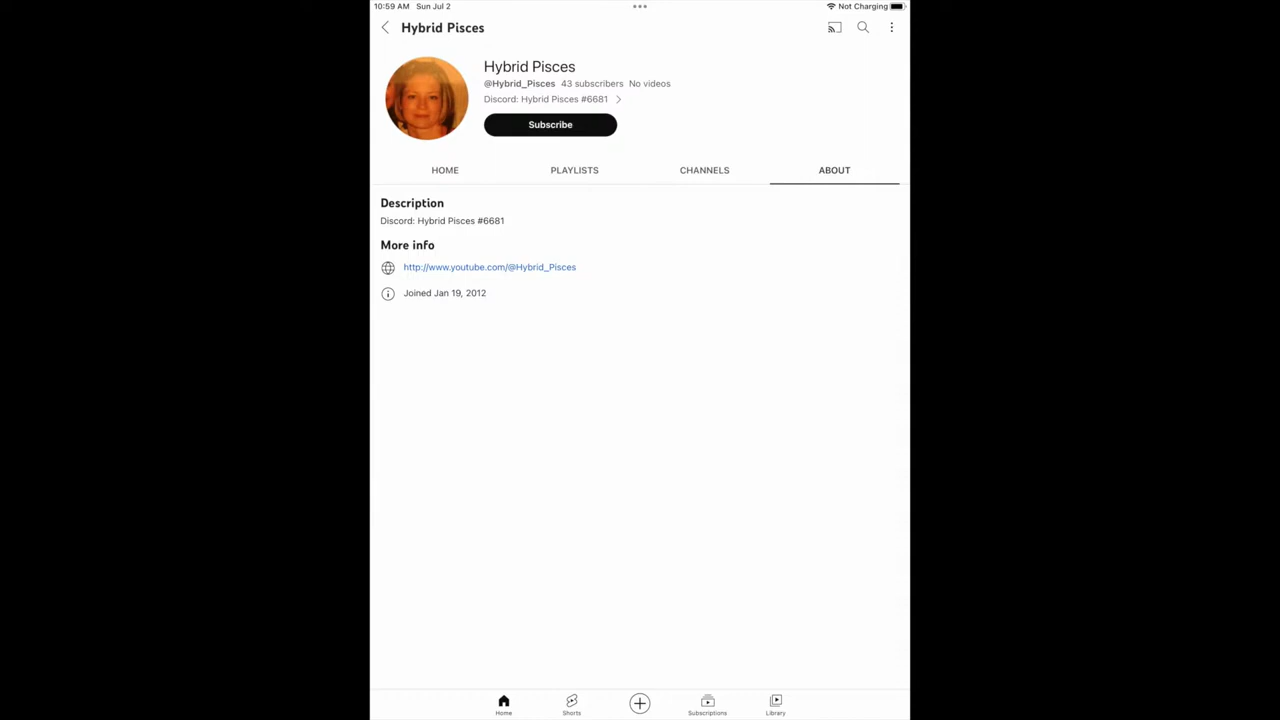 10:59 AM Sun Jul 2
Not Charging
Hybrid Pisces
Hybrid Pisces
@Hybrid_Pisces 43 subscribers No videos
Discord: Hybrid Pisces #6681
Subscribe
HOME PLAYLISTS CHANNELS ABOUT
Description
Discord: Hybrid Pisces #6681
More info
http://www.youtube.com/@Hybrid_Pisces
Joined Jan 19, 2012
Home Shorts Subscriptions Library